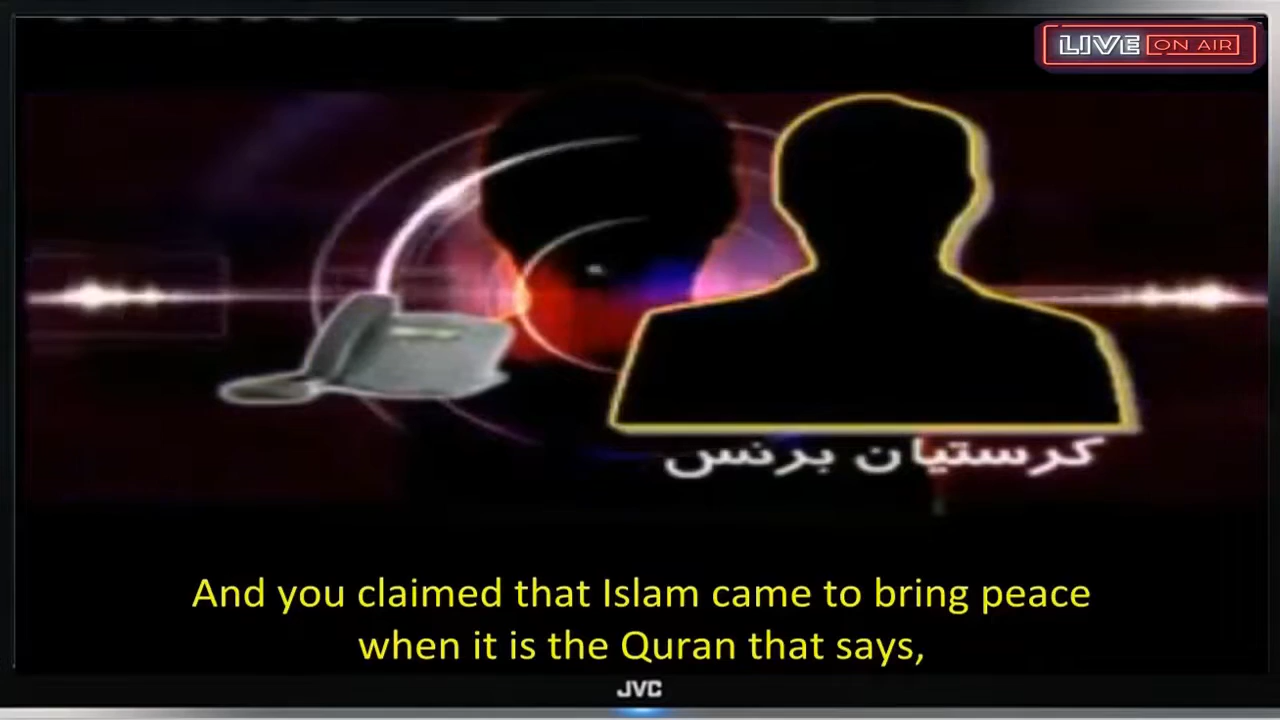 LIVE ON AIR
كرستيان برنس
And you claimed that Islam came to bring peace
when it is the Quran that says,
JVC